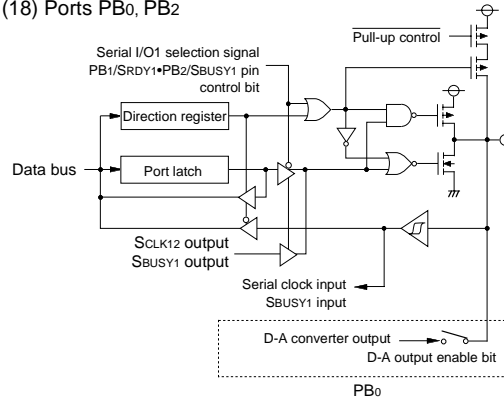 (18) Ports PB0, PB2
Pull-up control
Serial I/O1 selection signal
PB1/SRDY1•PB2/SBUSY1 pin
control bit
Direction register
Data bus
Port latch
SCLK12 output
SBUSY1 output
Serial clock input
SBUSY1 input
D-A converter output
D-A output enable bit
PB0